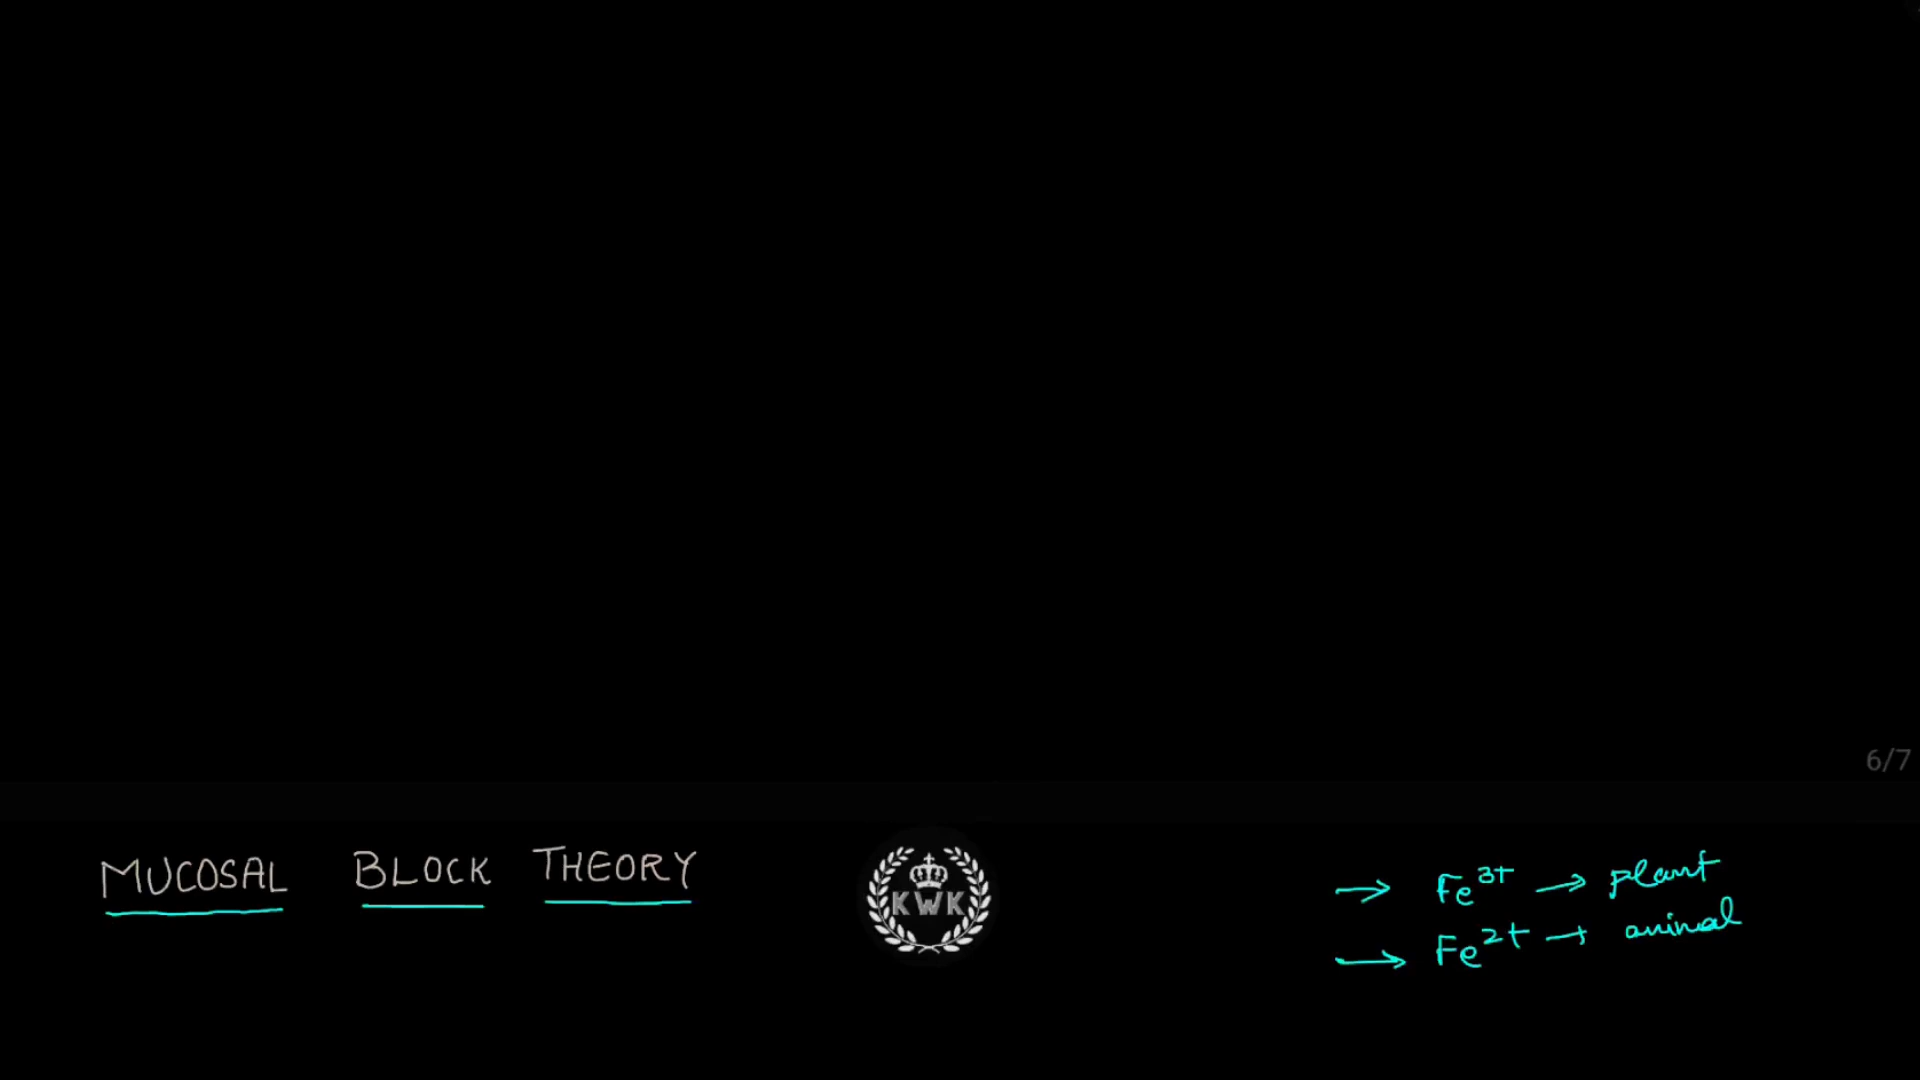 6/7
MUCOSAL BLOCK THEORY
KWK
→ Fe³⁺ → plant
→ Fe²⁺ → animal